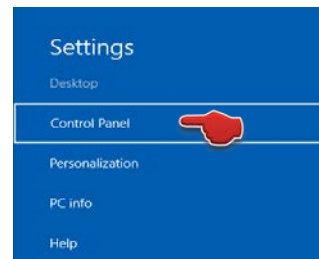 Settings
Desktop
Control Panel
Personalization
PC info
Help